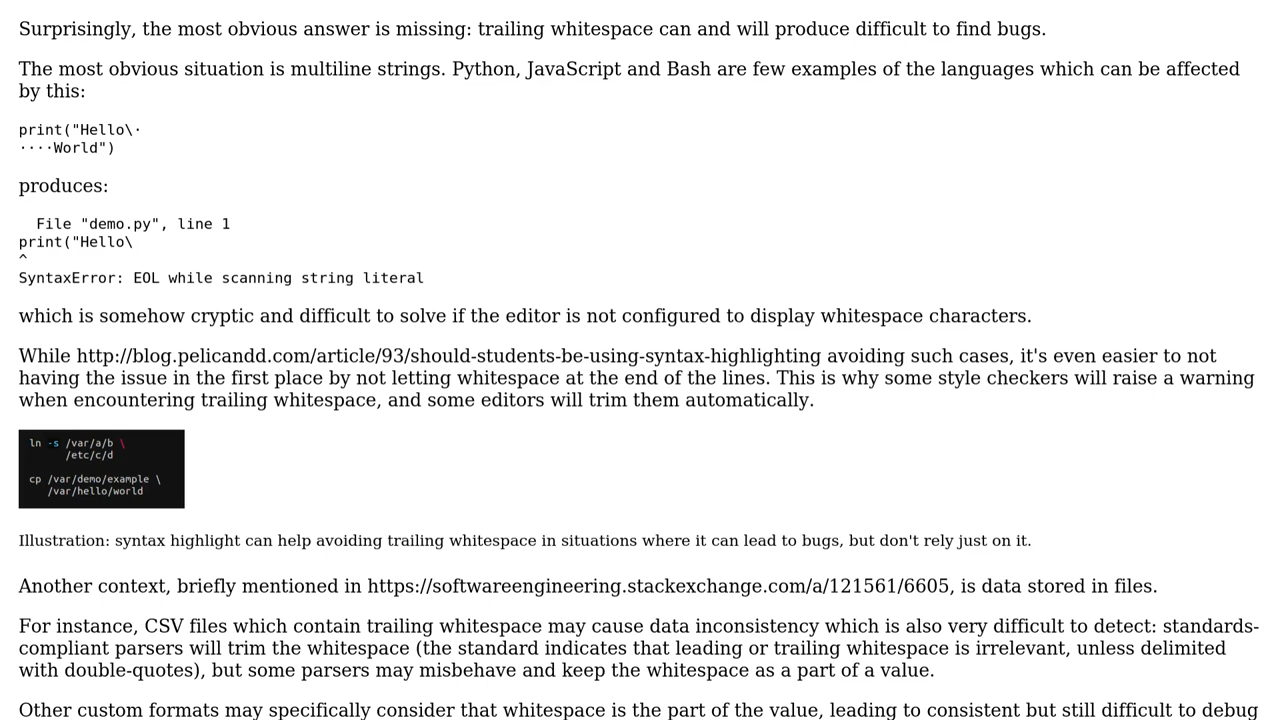 Surprisingly, the most obvious answer is missing: trailing whitespace can and will produce difficult to find bugs.
The most obvious situation is multiline strings. Python, JavaScript and Bash are few examples of the languages which can be affected
by this:
print("Hello\·
····World")
produces:
  File "demo.py", line 1
print("Hello\
^
SyntaxError: EOL while scanning string literal
which is somehow cryptic and difficult to solve if the editor is not configured to display whitespace characters.
While http://blog.pelicandd.com/article/93/should-students-be-using-syntax-highlighting avoiding such cases, it's even easier to not
having the issue in the first place by not letting whitespace at the end of the lines. This is why some style checkers will raise a warning
when encountering trailing whitespace, and some editors will trim them automatically.
ln -s /var/a/b \
      /etc/c/d
cp /var/demo/example \
   /var/hello/world
Illustration: syntax highlight can help avoiding trailing whitespace in situations where it can lead to bugs, but don't rely just on it.
Another context, briefly mentioned in https://softwareengineering.stackexchange.com/a/121561/6605, is data stored in files.
For instance, CSV files which contain trailing whitespace may cause data inconsistency which is also very difficult to detect: standards-
compliant parsers will trim the whitespace (the standard indicates that leading or trailing whitespace is irrelevant, unless delimited
with double-quotes), but some parsers may misbehave and keep the whitespace as a part of a value.
Other custom formats may specifically consider that whitespace is the part of the value, leading to consistent but still difficult to debug